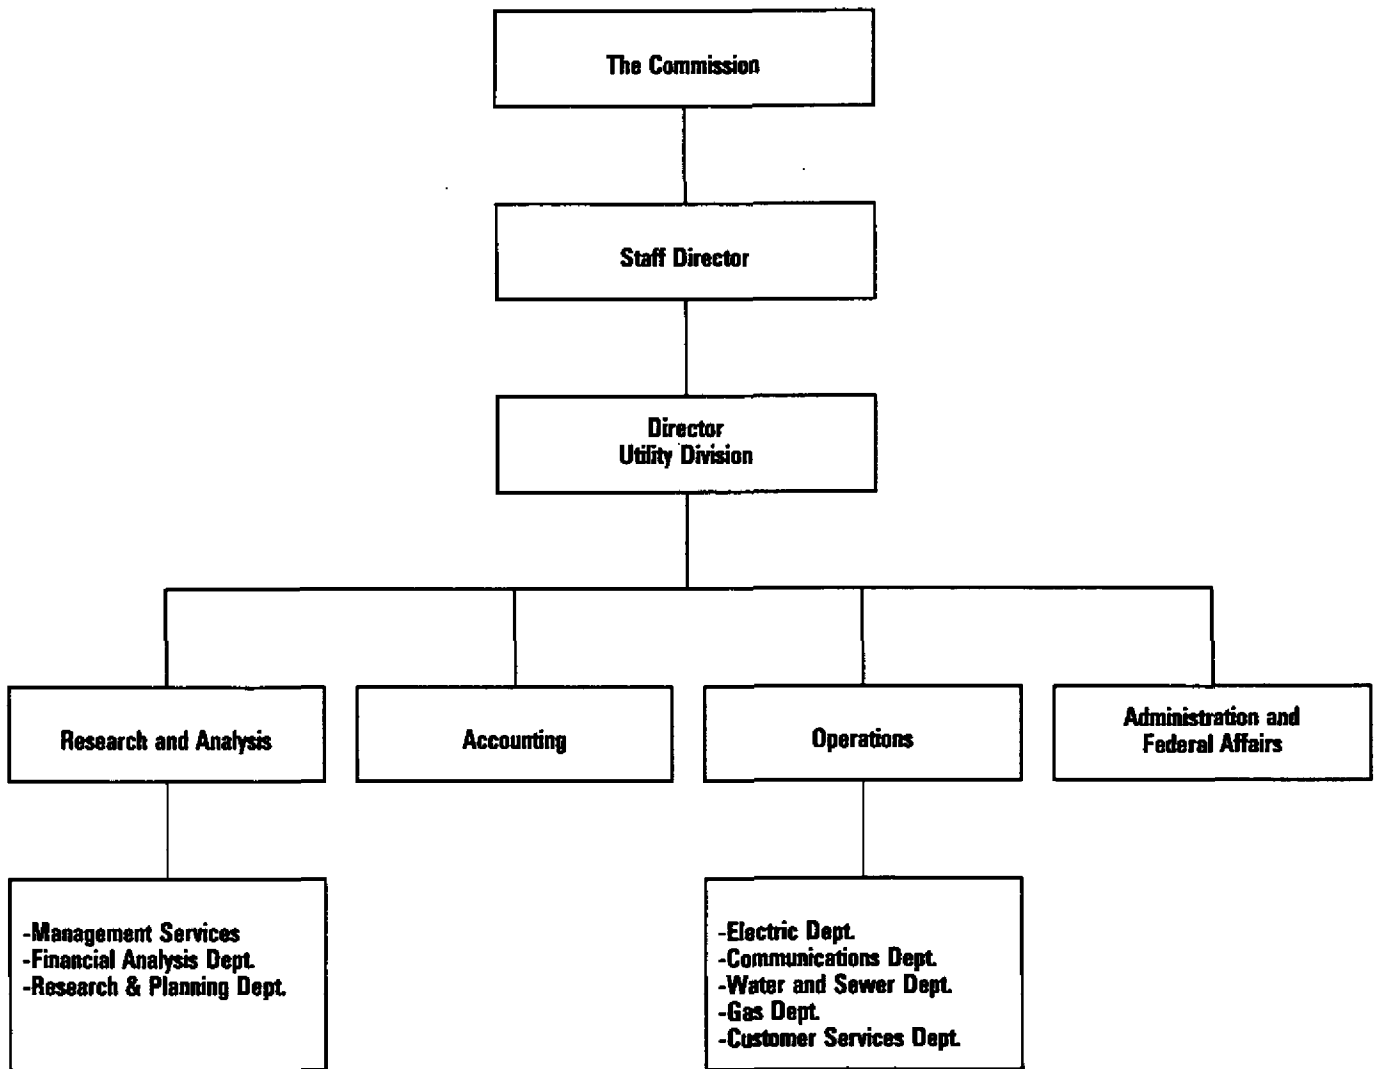 The Commission
Staff Director
Director
Utility Division
Research and Analysis
Accounting
Operations
Administration and
Federal Affairs
-Management Services
-Financial Analysis Dept.
-Research & Planning Dept.
-Electric Dept.
-Communications Dept.
-Water and Sewer Dept.
-Gas Dept.
-Customer Services Dept.